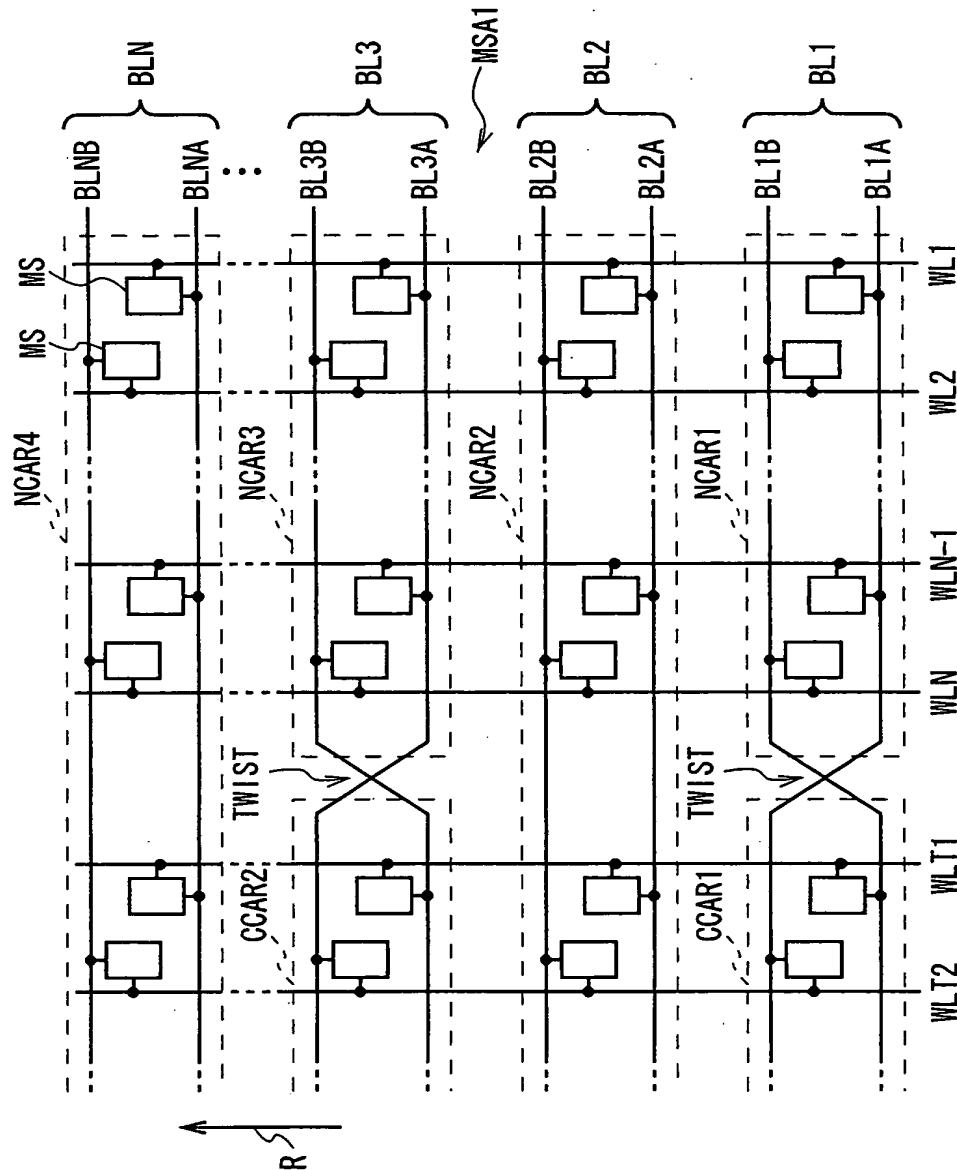 BLN
BL3
MSA1
BL2
BL1
BLNB
BLNA
BL3B
BL3A
BL2B
BL2A
BL1B
BL1A
...
MS
MS
WL1
WL2
NCAR4
NCAR3
NCAR2
NCAR1
WLN-1
WLN
TWIST
TWIST
WLT1
CCAR2
CCAR1
WLT2
R